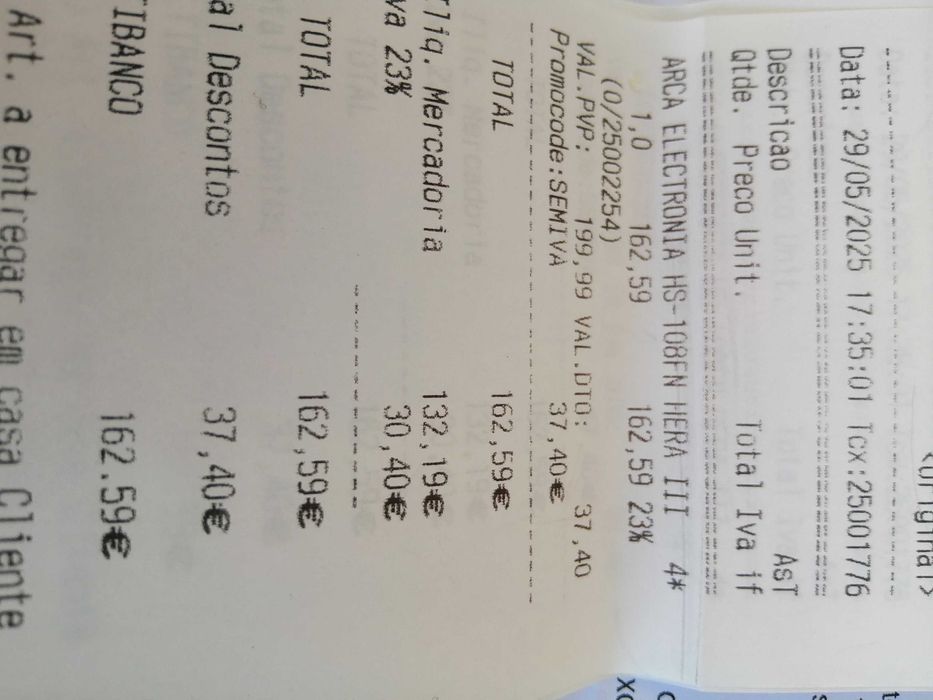 <Original>
Data: 29/05/2025 17:35:01 Tcx:25001776
Descricao AsT
Qtde. Preco Unit. Total Iva if
ARCA ELECTRONIA HS-108FN HERA III 4*
1,0 162,59 162,59 23%
(0/25002254)
VAL.PVP: 199,99 VAL.DTO: 37,40
Promocode:SEMIVA 37,40€
TOTAL 162,59€
liq. Mercadoria 132,19€
va 23% 30,40€
TOTAL 162,59€
al Descontos 37,40€
TIBANCO 162.59€
Art. a entregar em casa Cliente